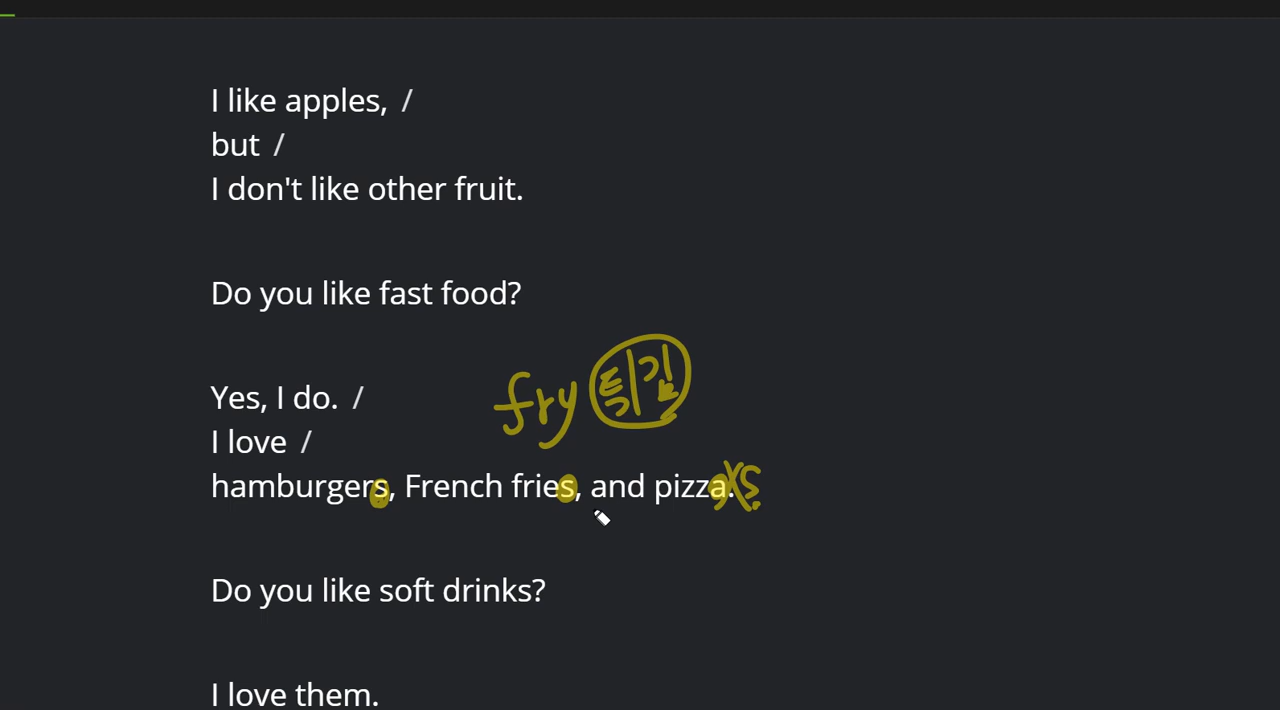 I like apples, /
but /
I don't like other fruit.
Do you like fast food?
Yes, I do. /
fry 튀김
I love /
hamburgers, French fries, and pizza. s
Do you like soft drinks?
I love them.